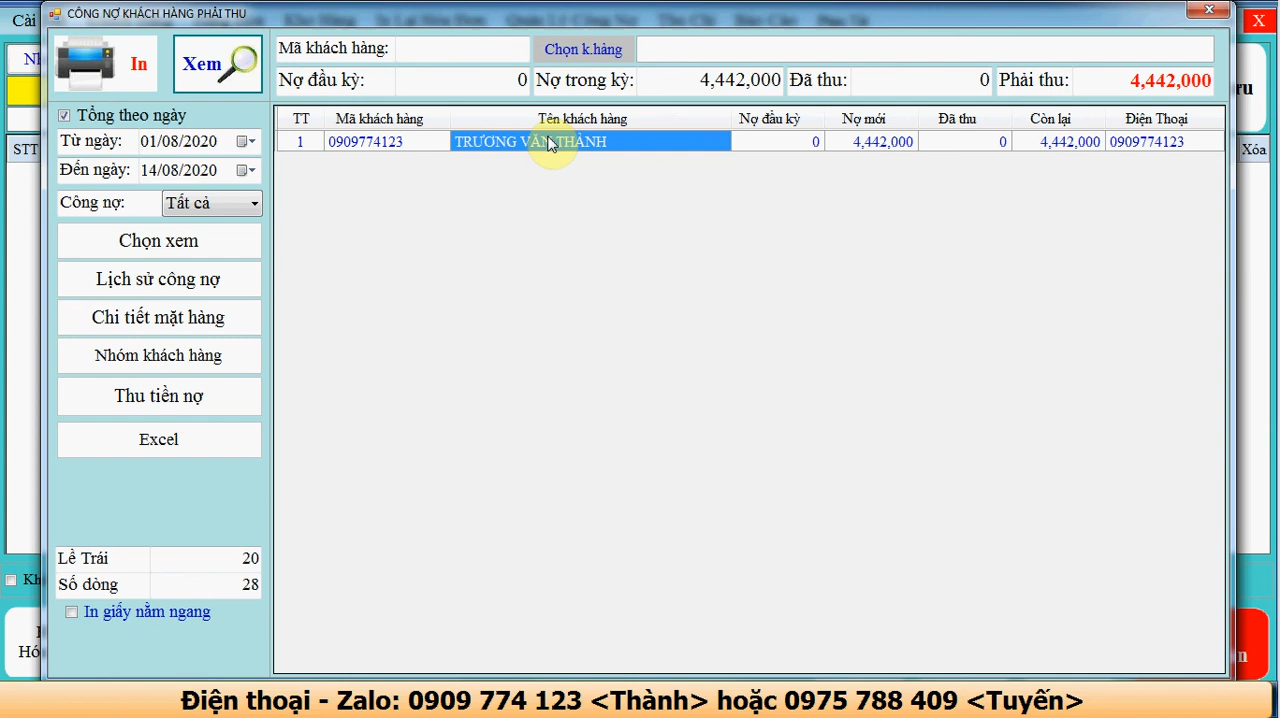 CÔNG NỢ KHÁCH HÀNG PHẢI THU
X
Cài
In
Xem
Mã khách hàng:
Chọn k.hàng
Nợ đầu kỳ: 0 Nợ trong kỳ: 4,442,000 Đã thu: 0 Phải thu: 4,442,000
Tổng theo ngày
Từ ngày: 01/08/2020
Đến ngày: 14/08/2020
Công nợ: Tất cả
Chọn xem
Lịch sử công nợ
Chi tiết mặt hàng
Nhóm khách hàng
Thu tiền nợ
Excel
Lề Trái 20
Số dòng 28
In giấy nằm ngang
TT Mã khách hàng Tên khách hàng Nợ đầu kỳ Nợ mới Đã thu Còn lại Điện Thoại
1 0909774123 TRƯƠNG VĂN THÀNH 0 4,442,000 0 4,442,000 0909774123
STT
Xóa
Điện thoại - Zalo: 0909 774 123 <Thành> hoặc 0975 788 409 <Tuyến>